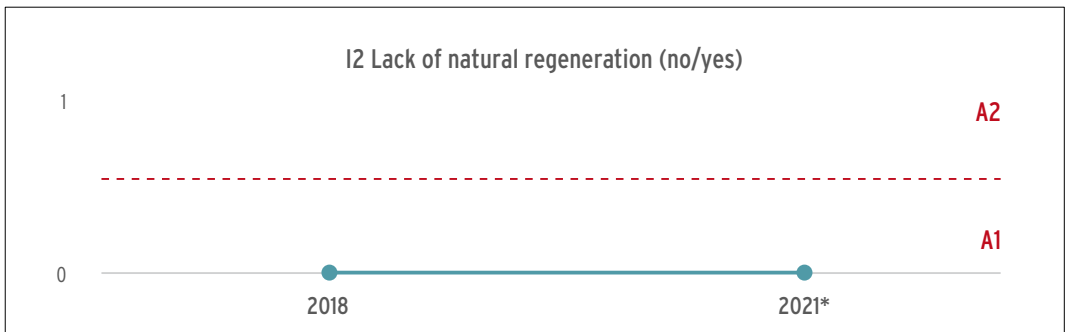 I2 Lack of natural regeneration (no/yes)
1
A2
A1
0
2018 2021*